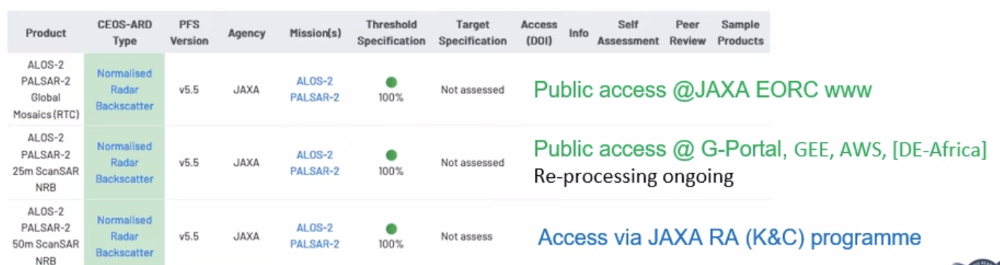 Product CEOS-ARD Type PFS Version Agency Mission(s) Threshold Specification Target Specification Access (DOI) Info Self Assessment Peer Review Sample Products
ALOS-2
PALSAR-2
Global
Mosaics (RTC)
Normalised
Radar
Backscatter
v5.5
JAXA
ALOS-2
PALSAR-2
100%
Not assessed
Public access @JAXA EORC www
ALOS-2
PALSAR-2
25m ScanSAR
NRB
Normalised
Radar
Backscatter
v5.5
JAXA
ALOS-2
PALSAR-2
100%
Not assessed
Public access @ G-Portal, GEE, AWS, [DE-Africa]
Re-processing ongoing
ALOS-2
PALSAR-2
50m ScanSAR
NRB
Normalised
Radar
Backscatter
v5.5
JAXA
ALOS-2
PALSAR-2
100%
Not assess
Access via JAXA RA (K&C) programme